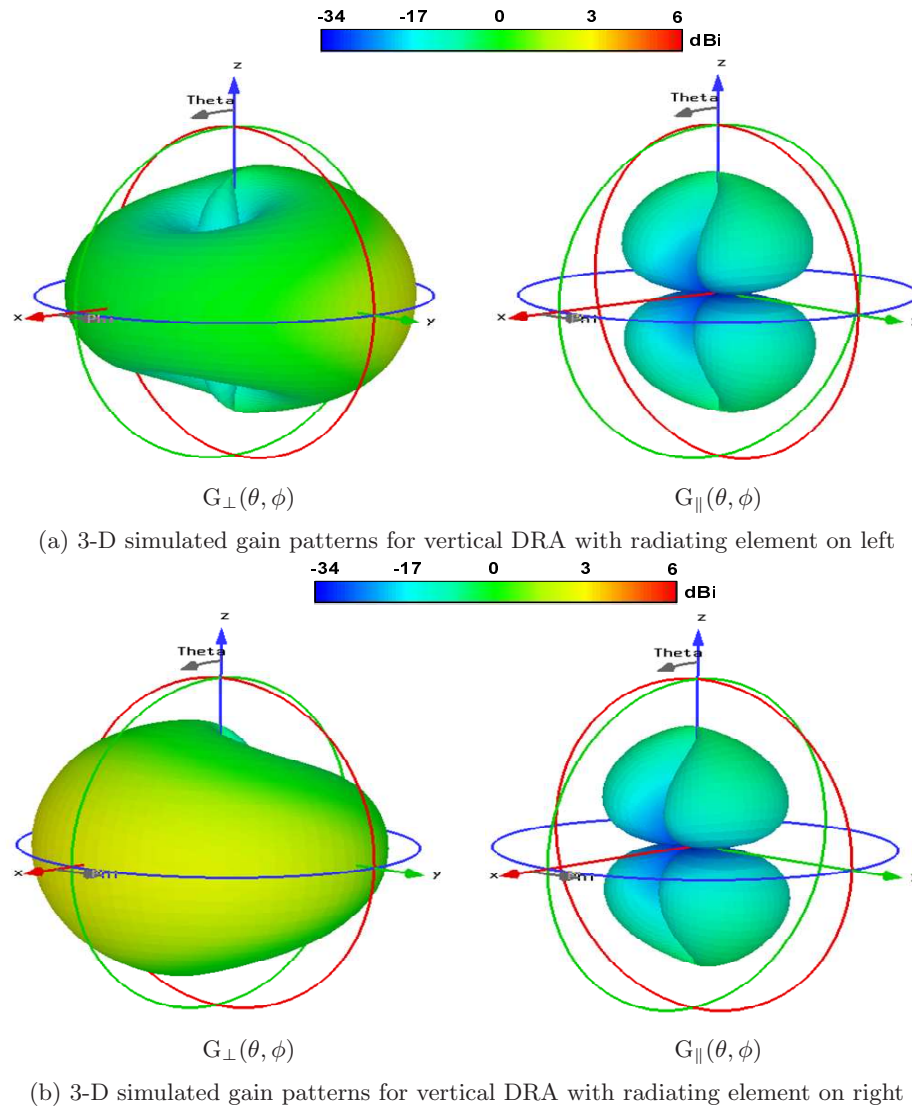 -34 -17 0 3 6
dBi
z z
Theta Theta
x y x
G⊥(θ, ϕ) G∥(θ, ϕ)
(a) 3-D simulated gain patterns for vertical DRA with radiating element on left
-34 -17 0 3 6
dBi
z z
Theta Theta
x y x
G⊥(θ, ϕ) G∥(θ, ϕ)
(b) 3-D simulated gain patterns for vertical DRA with radiating element on right